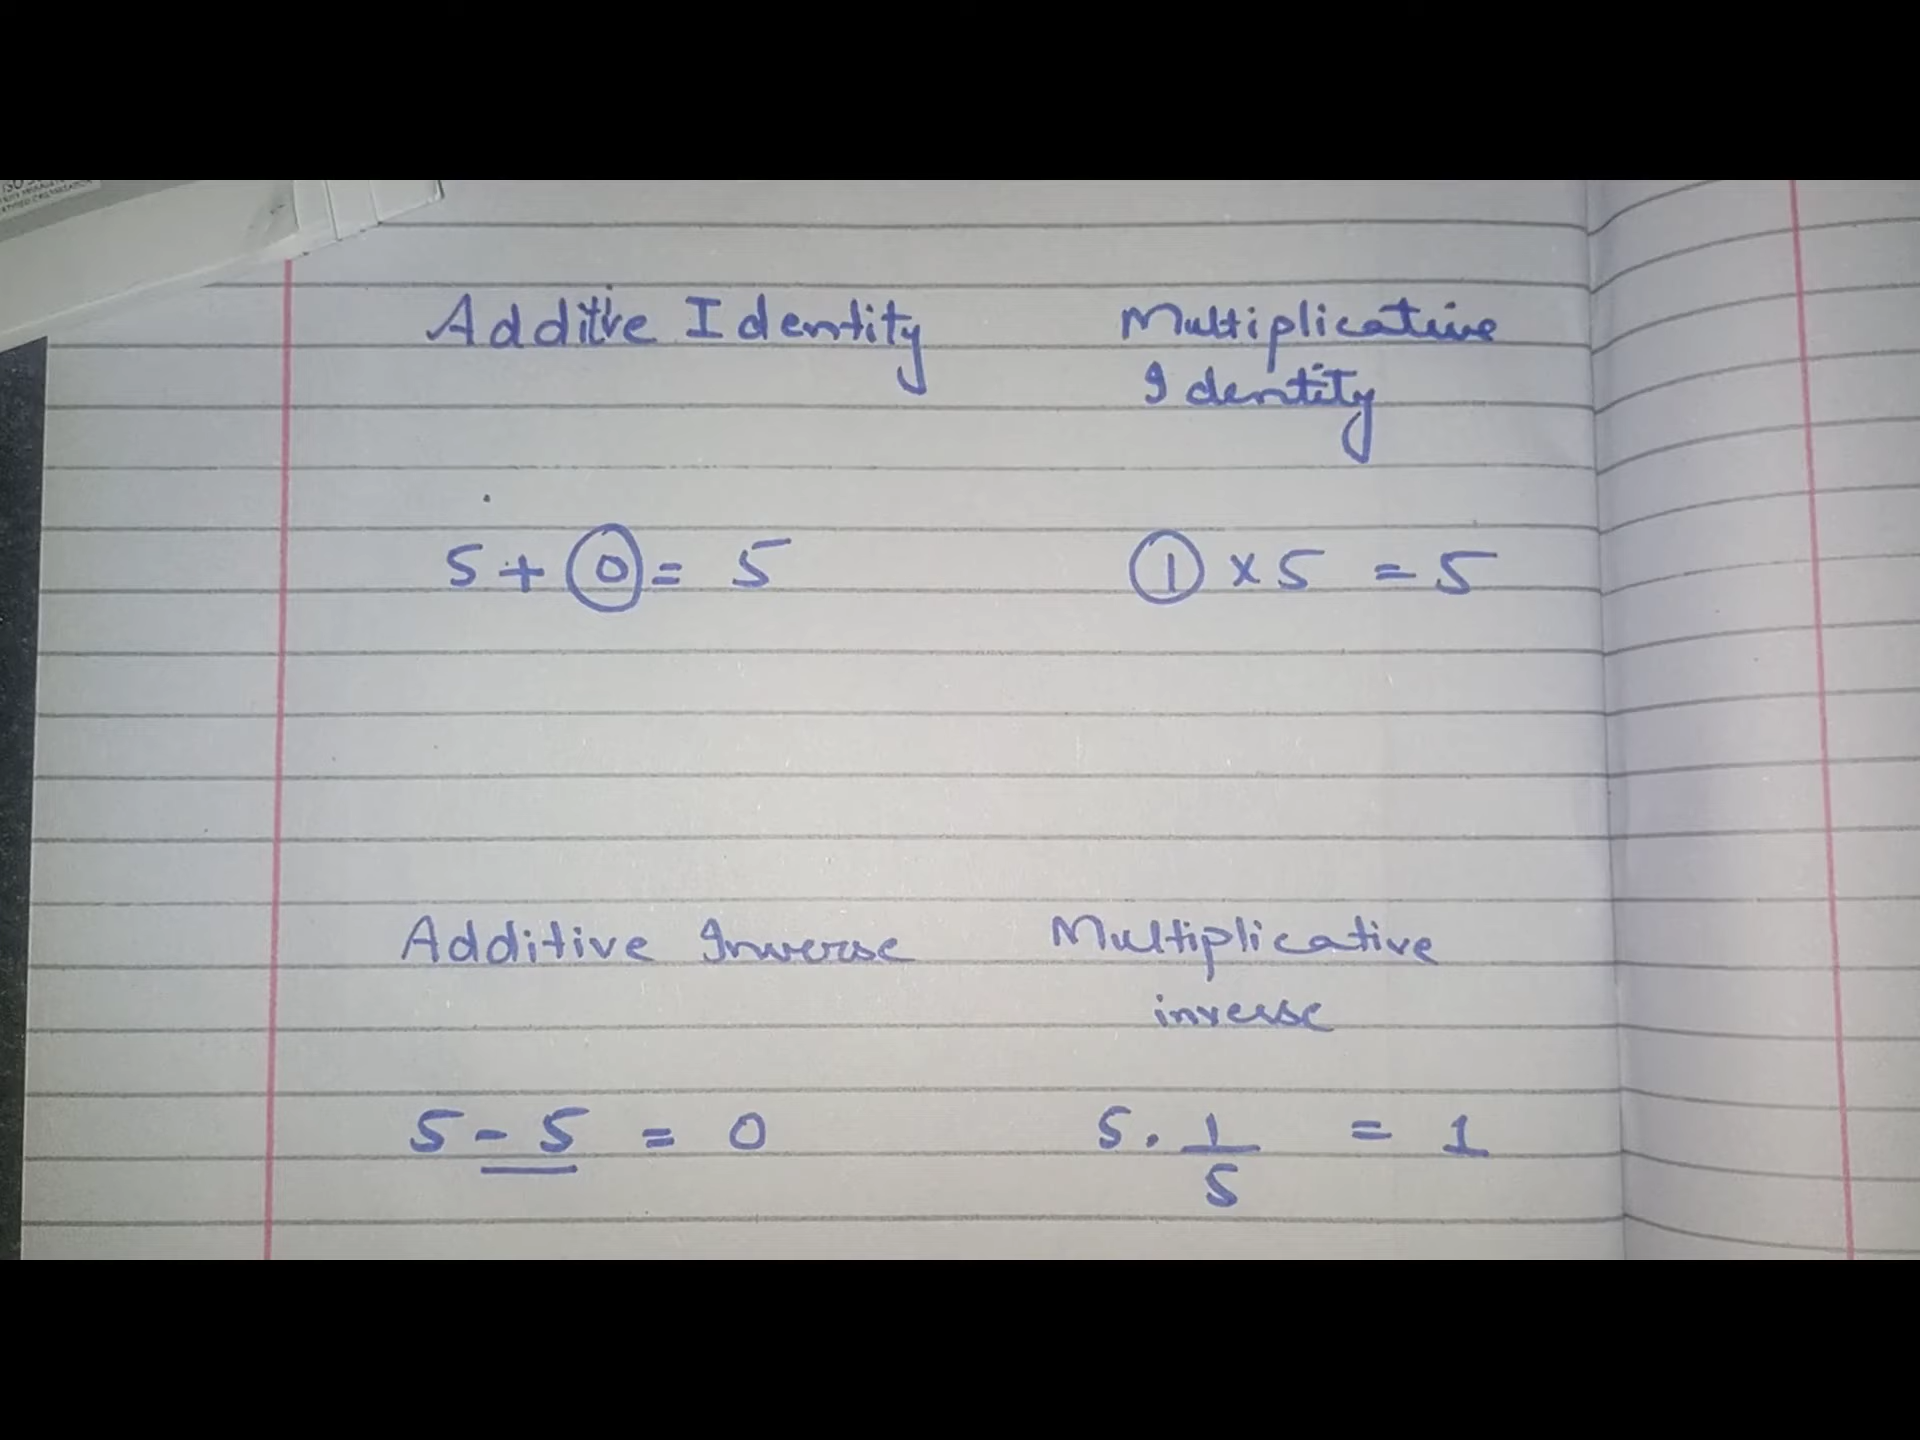 Additive Identity
Multiplicative
Identity
5 + 0 = 5
1 × 5 = 5
Additive Inverse
Multiplicative
inverse
5 - 5 = 0
5 . 1/5 = 1